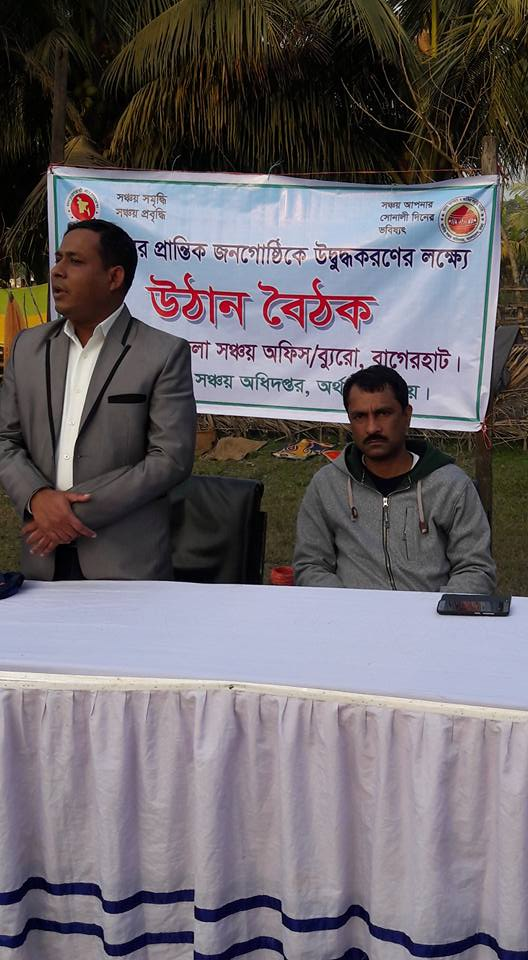 সঞ্চয় সমৃদ্ধি
সঞ্চয় প্রবৃদ্ধি
সঞ্চয় আপনার
সোনালী দিনের
ভবিষ্যৎ
র প্রান্তিক জনগোষ্ঠিকে উদ্বুদ্ধকরণের লক্ষ্যে
উঠান বৈঠক
লা সঞ্চয় অফিস/ব্যুরো, বাগেরহাট।
সঞ্চয় অধিদপ্তর, অর্থ য়।